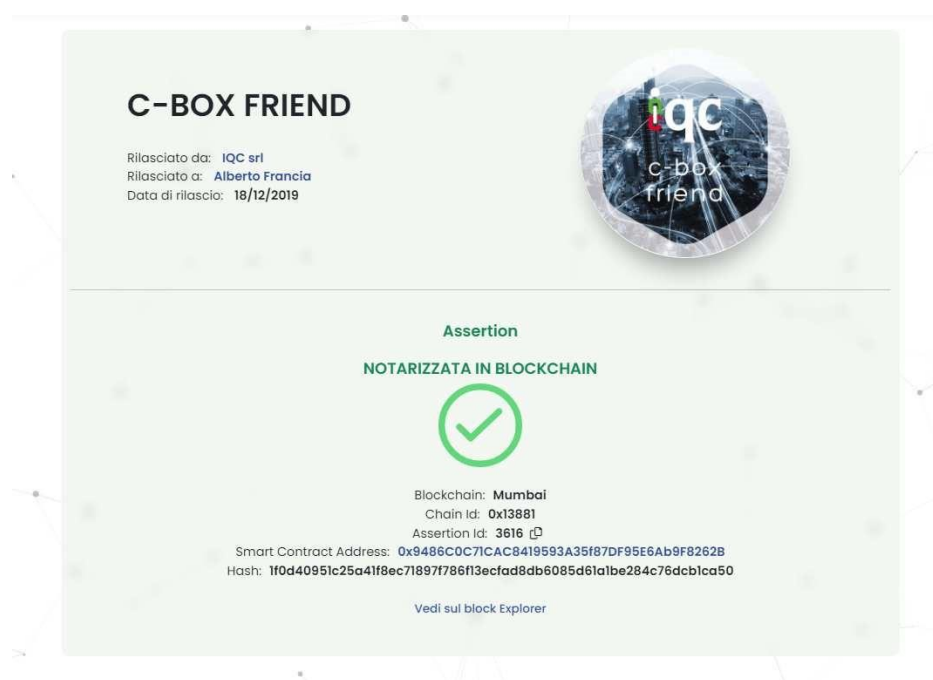 C-BOX FRIEND
Rilasciato da: IQC srl
Rilasciato a: Alberto Francia
Data di rilascio: 18/12/2019
iqc
c-box
friend
Assertion
NOTARIZZATA IN BLOCKCHAIN
Blockchain: Mumbai
Chain Id: 0x13881
Assertion Id: 3616
Smart Contract Address: 0x9486C0C71CAC8419593A35f87DF95E6Ab9F8262B
Hash: 1f0d40951c25a41f8ec71897f786f13ecfad8db6085d61a1be284c76dcb1ca50
Vedi sul block Explorer